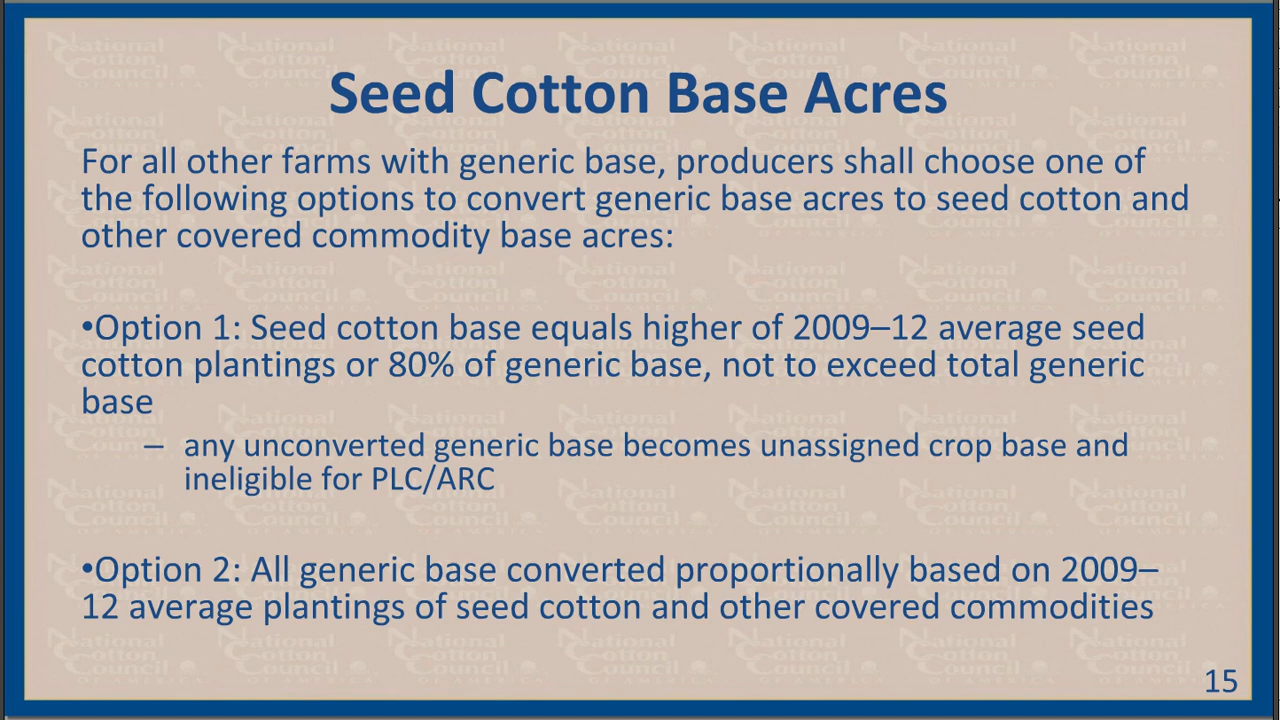 Seed Cotton Base Acres
For all other farms with generic base, producers shall choose one of
the following options to convert generic base acres to seed cotton and
other covered commodity base acres:
•Option 1: Seed cotton base equals higher of 2009–12 average seed
cotton plantings or 80% of generic base, not to exceed total generic
base
– any unconverted generic base becomes unassigned crop base and
ineligible for PLC/ARC
•Option 2: All generic base converted proportionally based on 2009–
12 average plantings of seed cotton and other covered commodities
15